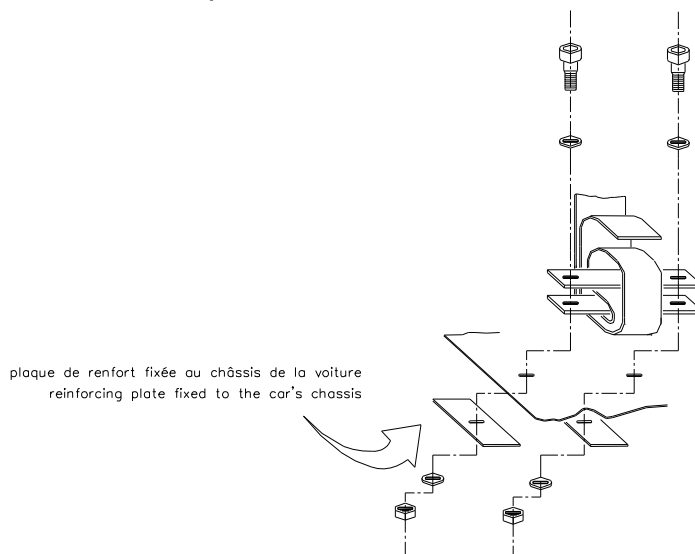 plaque de renfort fixée au châssis de la voiture
reinforcing plate fixed to the car's chassis